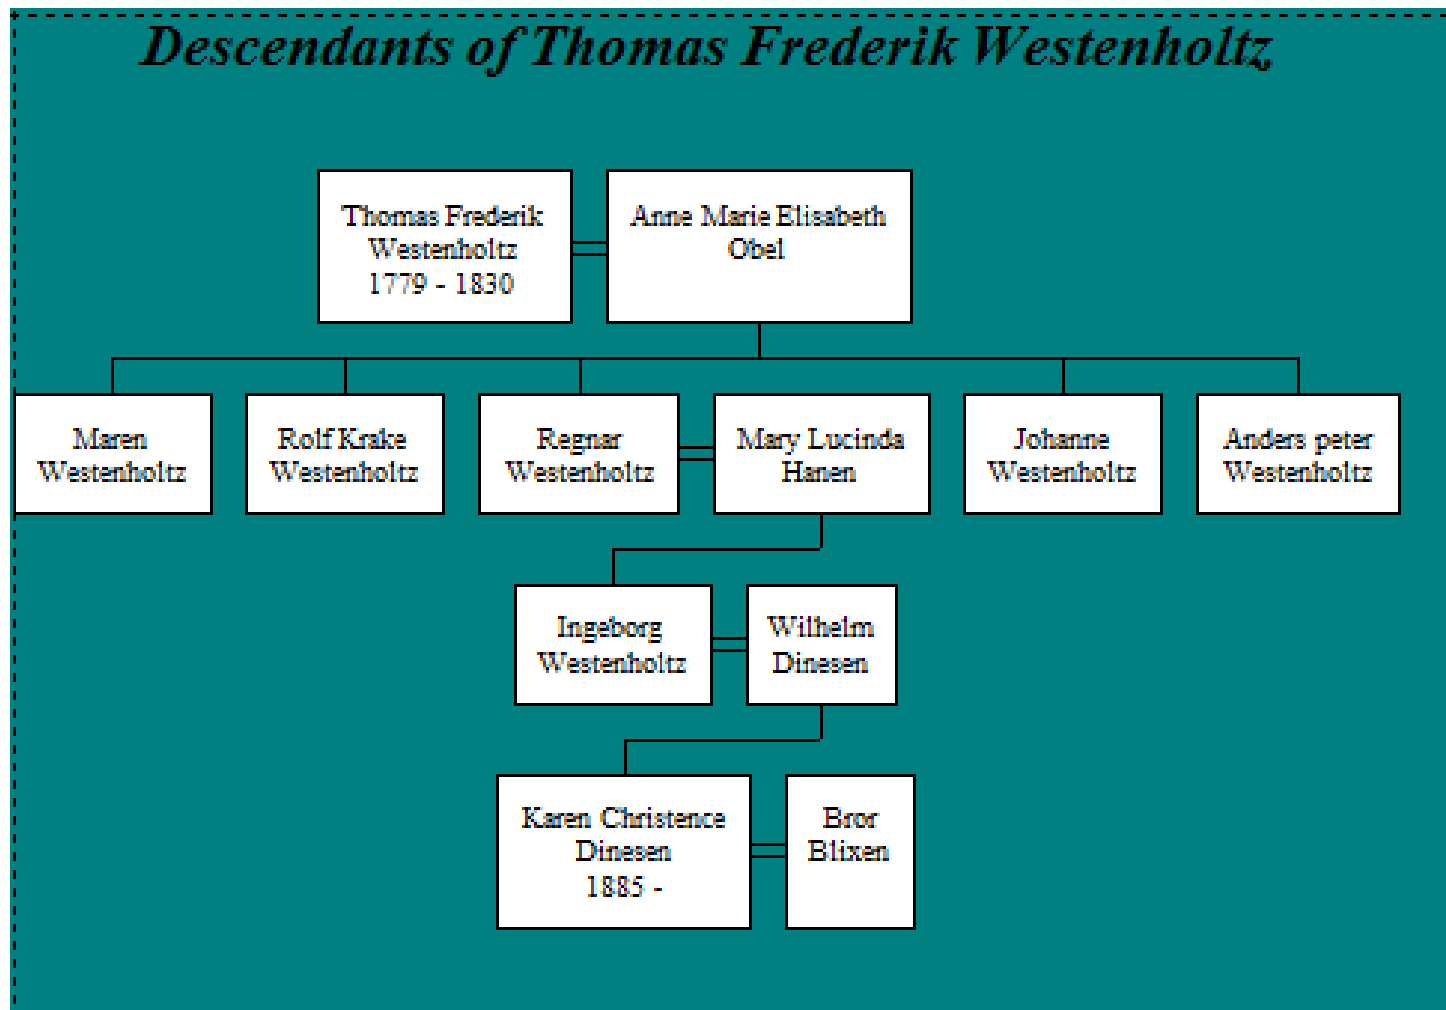 Descendants of Thomas Frederik Westenholtz
Thomas Frederik
Westenholtz
1779 - 1830
Anne Marie Elisabeth
Obel
Maren
Westenholtz
Rolf Krake
Westenholtz
Regnar
Westenholtz
Mary Lucinda
Hanen
Johanne
Westenholtz
Anders peter
Westenholtz
Ingeborg
Westenholtz
Wilhelm
Dinesen
Karen Christence
Dinesen
1885 -
Bror
Blixen